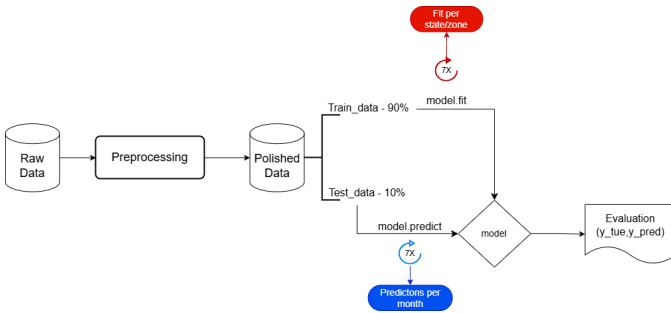 Fit per
state/zone
7X
Train_data - 90%
model.fit
Raw
Data
Preprocessing
Polished
Data
Test_data - 10%
model.predict
model
Evaluation
(y_tue,y_pred)
7X
Predictons per
month